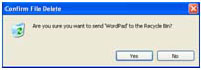 Confirm File Delete
Are you sure you want to send 'WordPad' to the Recycle Bin?
Yes No